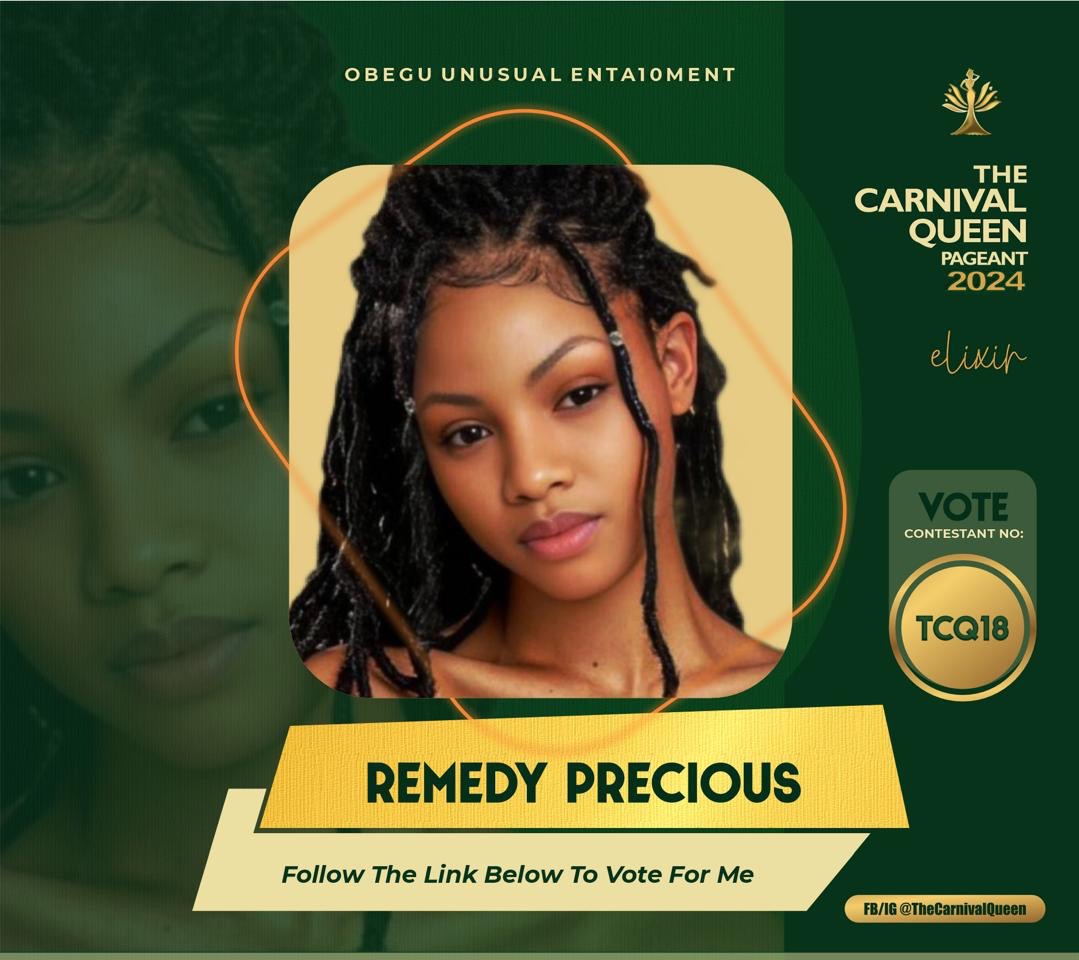 OBEGU UNUSUAL ENTA10MENT
THE
CARNIVAL
QUEEN
PAGEANT
2024
elixir
VOTE
CONTESTANT NO:
TCQ18
REMEDY PRECIOUS
Follow The Link Below To Vote For Me
FB/IG @TheCarnivalQueen